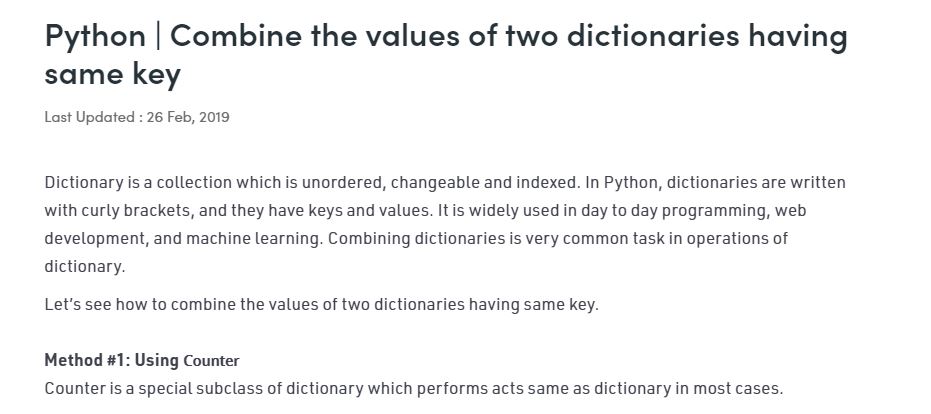 Python | Combine the values of two dictionaries having
same key
Last Updated : 26 Feb, 2019
Dictionary is a collection which is unordered, changeable and indexed. In Python, dictionaries are written
with curly brackets, and they have keys and values. It is widely used in day to day programming, web
development, and machine learning. Combining dictionaries is very common task in operations of
dictionary.
Let’s see how to combine the values of two dictionaries having same key.
Method #1: Using Counter
Counter is a special subclass of dictionary which performs acts same as dictionary in most cases.